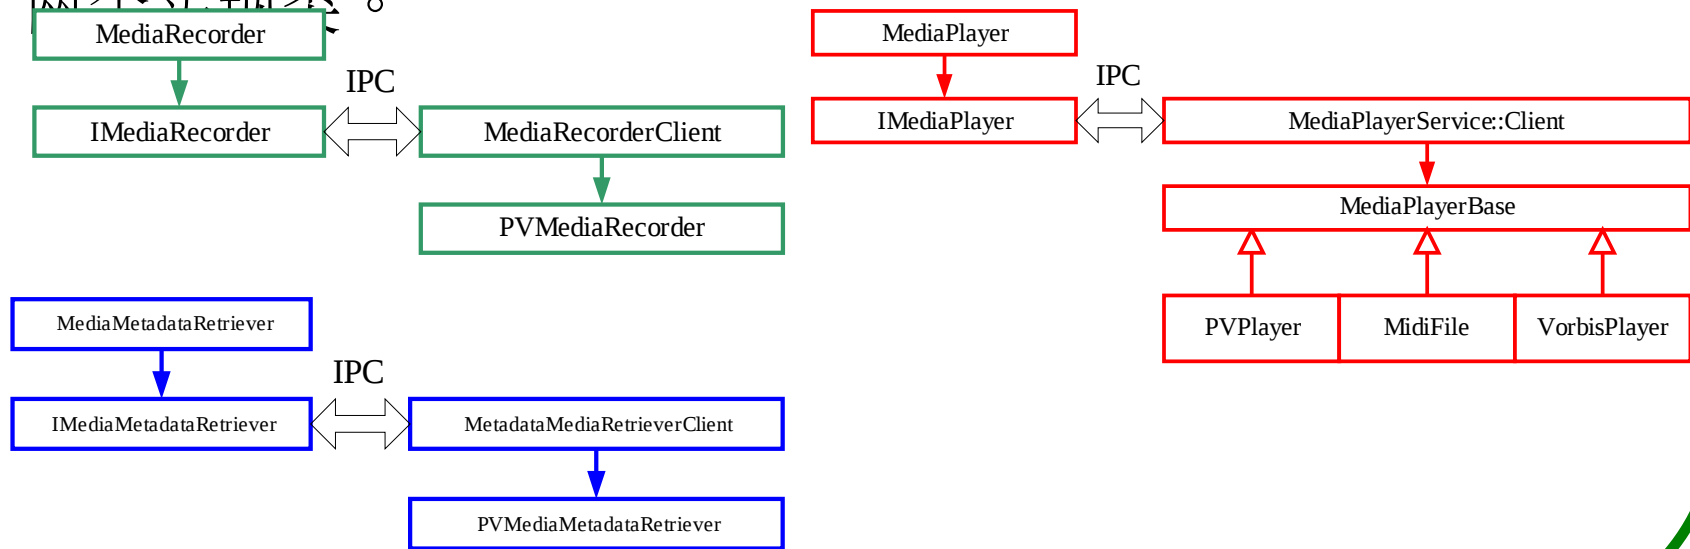 MediaRecorder
IPC
IMediaRecorder
MediaRecorderClient
PVMediaRecorder
MediaPlayer
IPC
IMediaPlayer
MediaPlayerService::Client
MediaPlayerBase
PVPlayer
MidiFile
VorbisPlayer
MediaMetadataRetriever
IPC
IMediaMetadataRetriever
MetadataMediaRetrieverClient
PVMediaMetadataRetriever